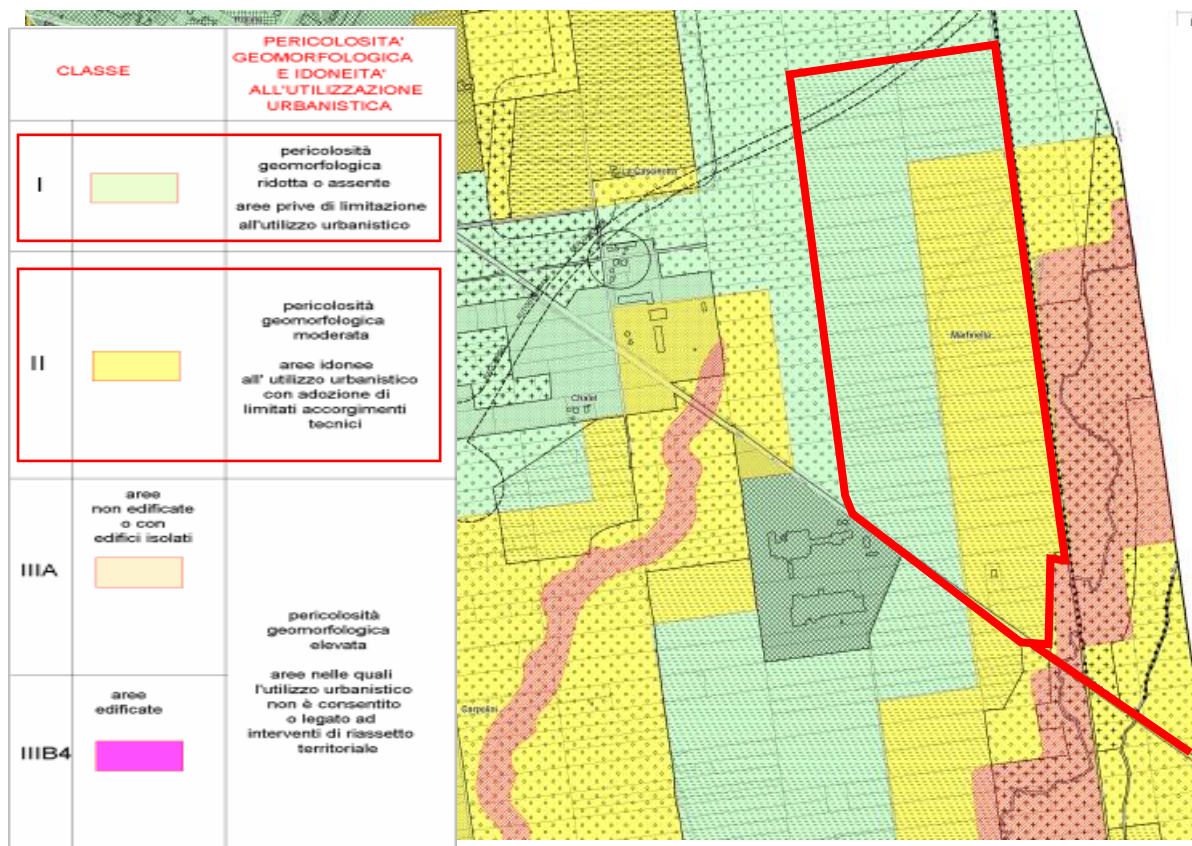 CLASSE
PERICOLOSITA'
GEOMORFOLOGICA
E IDONEITA'
ALL'UTILIZZAZIONE
URBANISTICA
I
pericolosità
geomorfologica
ridotta o assente
aree prive di limitazione
all'utilizzo urbanistico
II
pericolosità
geomorfologica
moderata
aree idonee
all' utilizzo urbanistico
con adozione di
limitati accorgimenti
tecnici
IIIA
aree
non edificate
o con
edifici isolati
pericolosità
geomorfologica
elevata
aree nelle quali
l'utilizzo urbanistico
non è consentito
o legato ad
interventi di riassetto
territoriale
IIIB4
aree
edificate
Martinella
Chalet